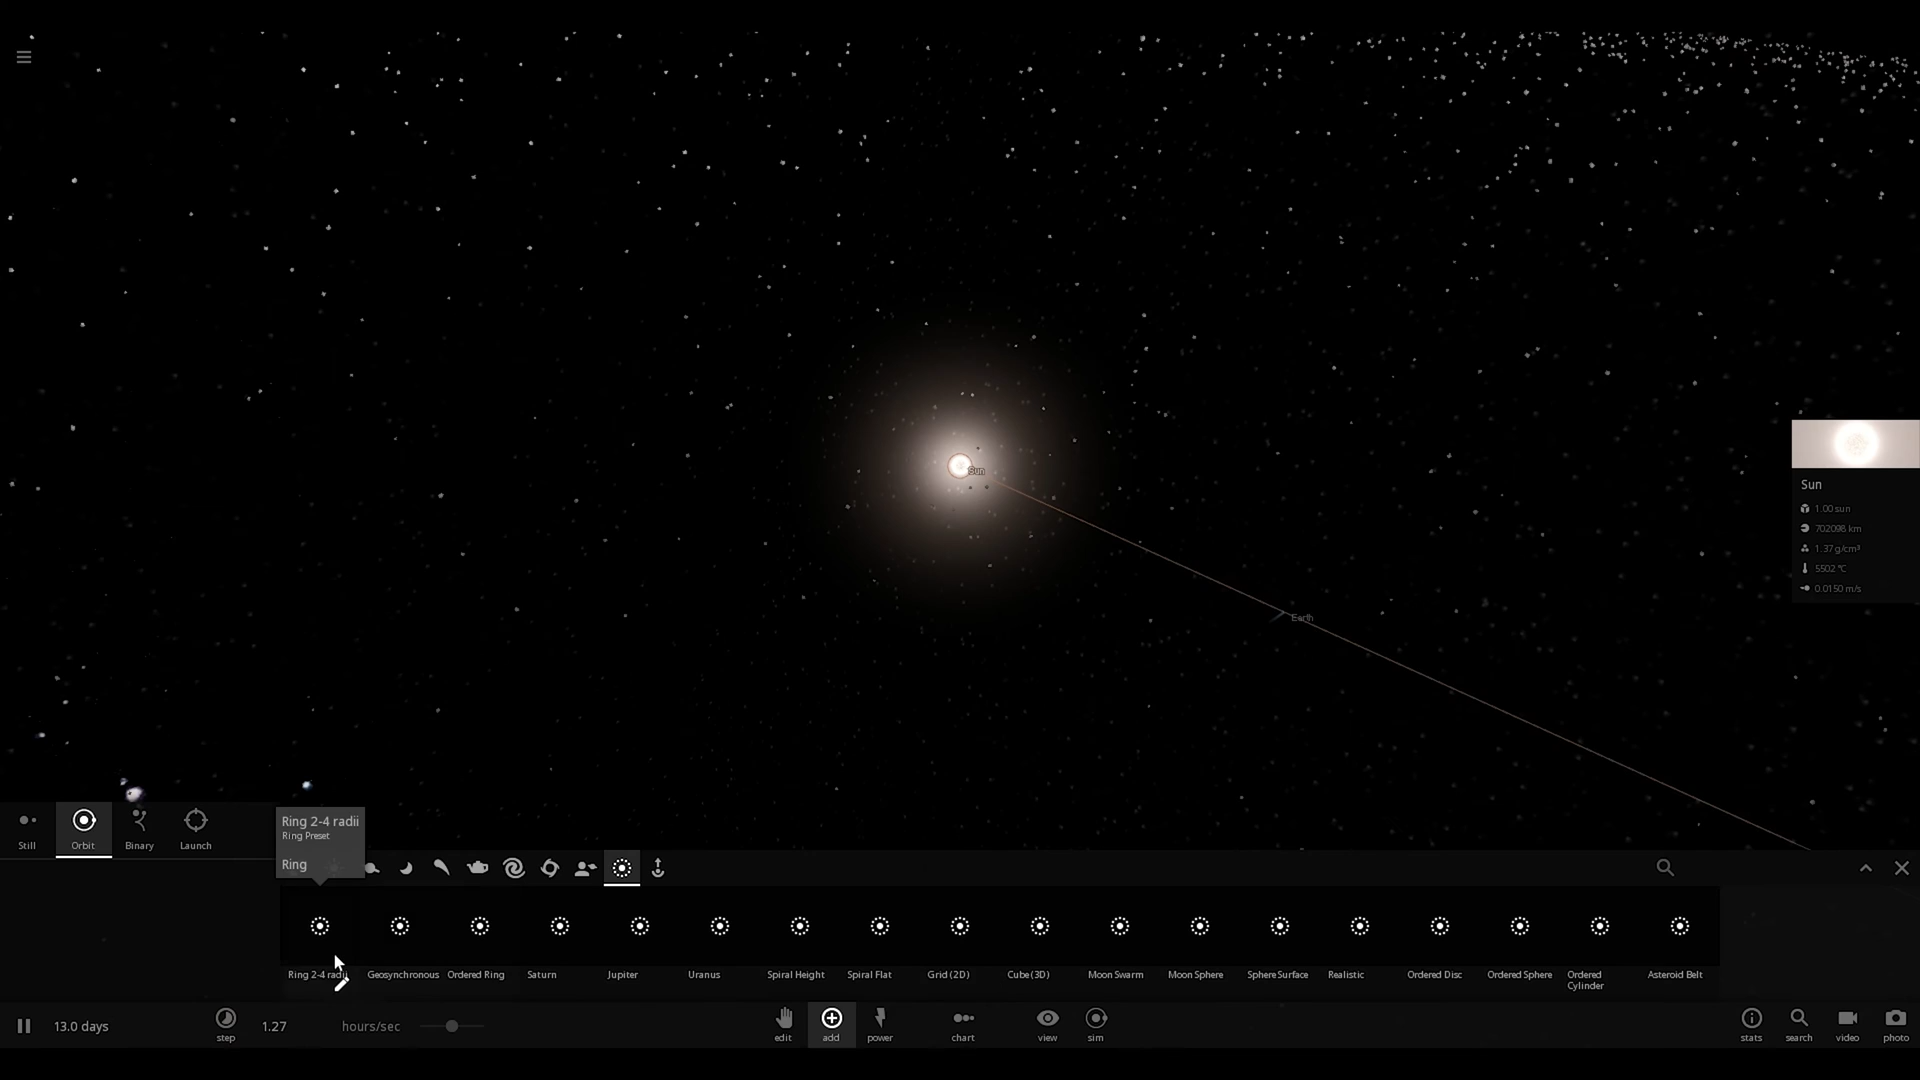 Sun
Earth
Sun
1.00 sun
702098 km
1.37 g/cm³
5502 °C
0.0150 m/s
Still
Orbit
Binary
Launch
Ring 2-4 radii
Ring Preset
Ring
Ring 2-4 radii
Geosynchronous
Ordered Ring
Saturn
Jupiter
Uranus
Spiral Height
Spiral Flat
Grid (2D)
Cube (3D)
Moon Swarm
Moon Sphere
Sphere Surface
Realistic
Ordered Disc
Ordered Sphere
Ordered
Cylinder
Asteroid Belt
13.0 days
step
1.27
hours/sec
edit
add
power
chart
view
sim
stats
search
video
photo